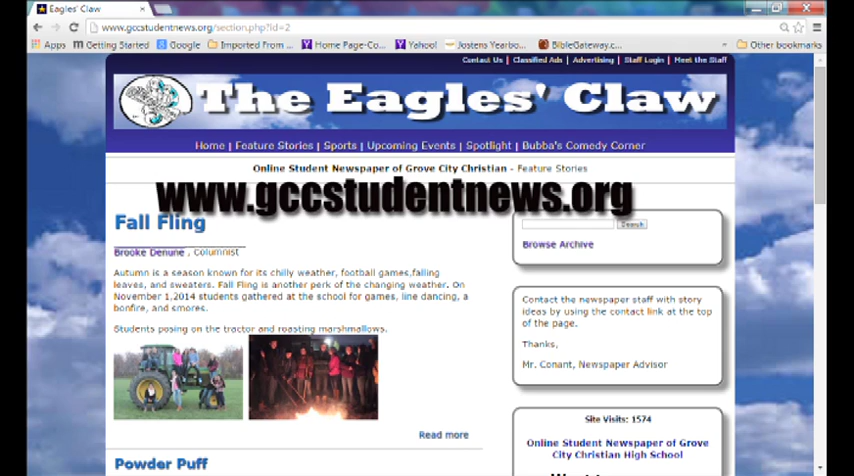 Eagles' Claw
www.gccstudentnews.org/section.php?id=2
Apps Getting Started Google Imported From ... Home Page-Co... Yahoo! Jostens Yearbo... BibleGateway.c... Other bookmarks
Contact Us | Classified Ads | Advertising | Staff Login | Meet the Staff
The Eagles' Claw
Home | Feature Stories | Sports | Upcoming Events | Spotlight | Bubba's Comedy Corner
Online Student Newspaper of Grove City Christian - Feature Stories
www.gccstudentnews.org
Fall Fling
Brooke Denune , Columnist
Autumn is a season known for its chilly weather, football games,falling
leaves, and sweaters. Fall Fling is another perk of the changing weather. On
November 1,2014 students gathered at the school for games, line dancing, a
bonfire, and smores.
Students posing on the tractor and roasting marshmallows.
Read more
Powder Puff
Search
Browse Archive
Contact the newspaper staff with story
ideas by using the contact link at the top
of the page.
Thanks,
Mr. Conant, Newspaper Advisor
Site Visits: 1574
Online Student Newspaper of Grove
City Christian High School